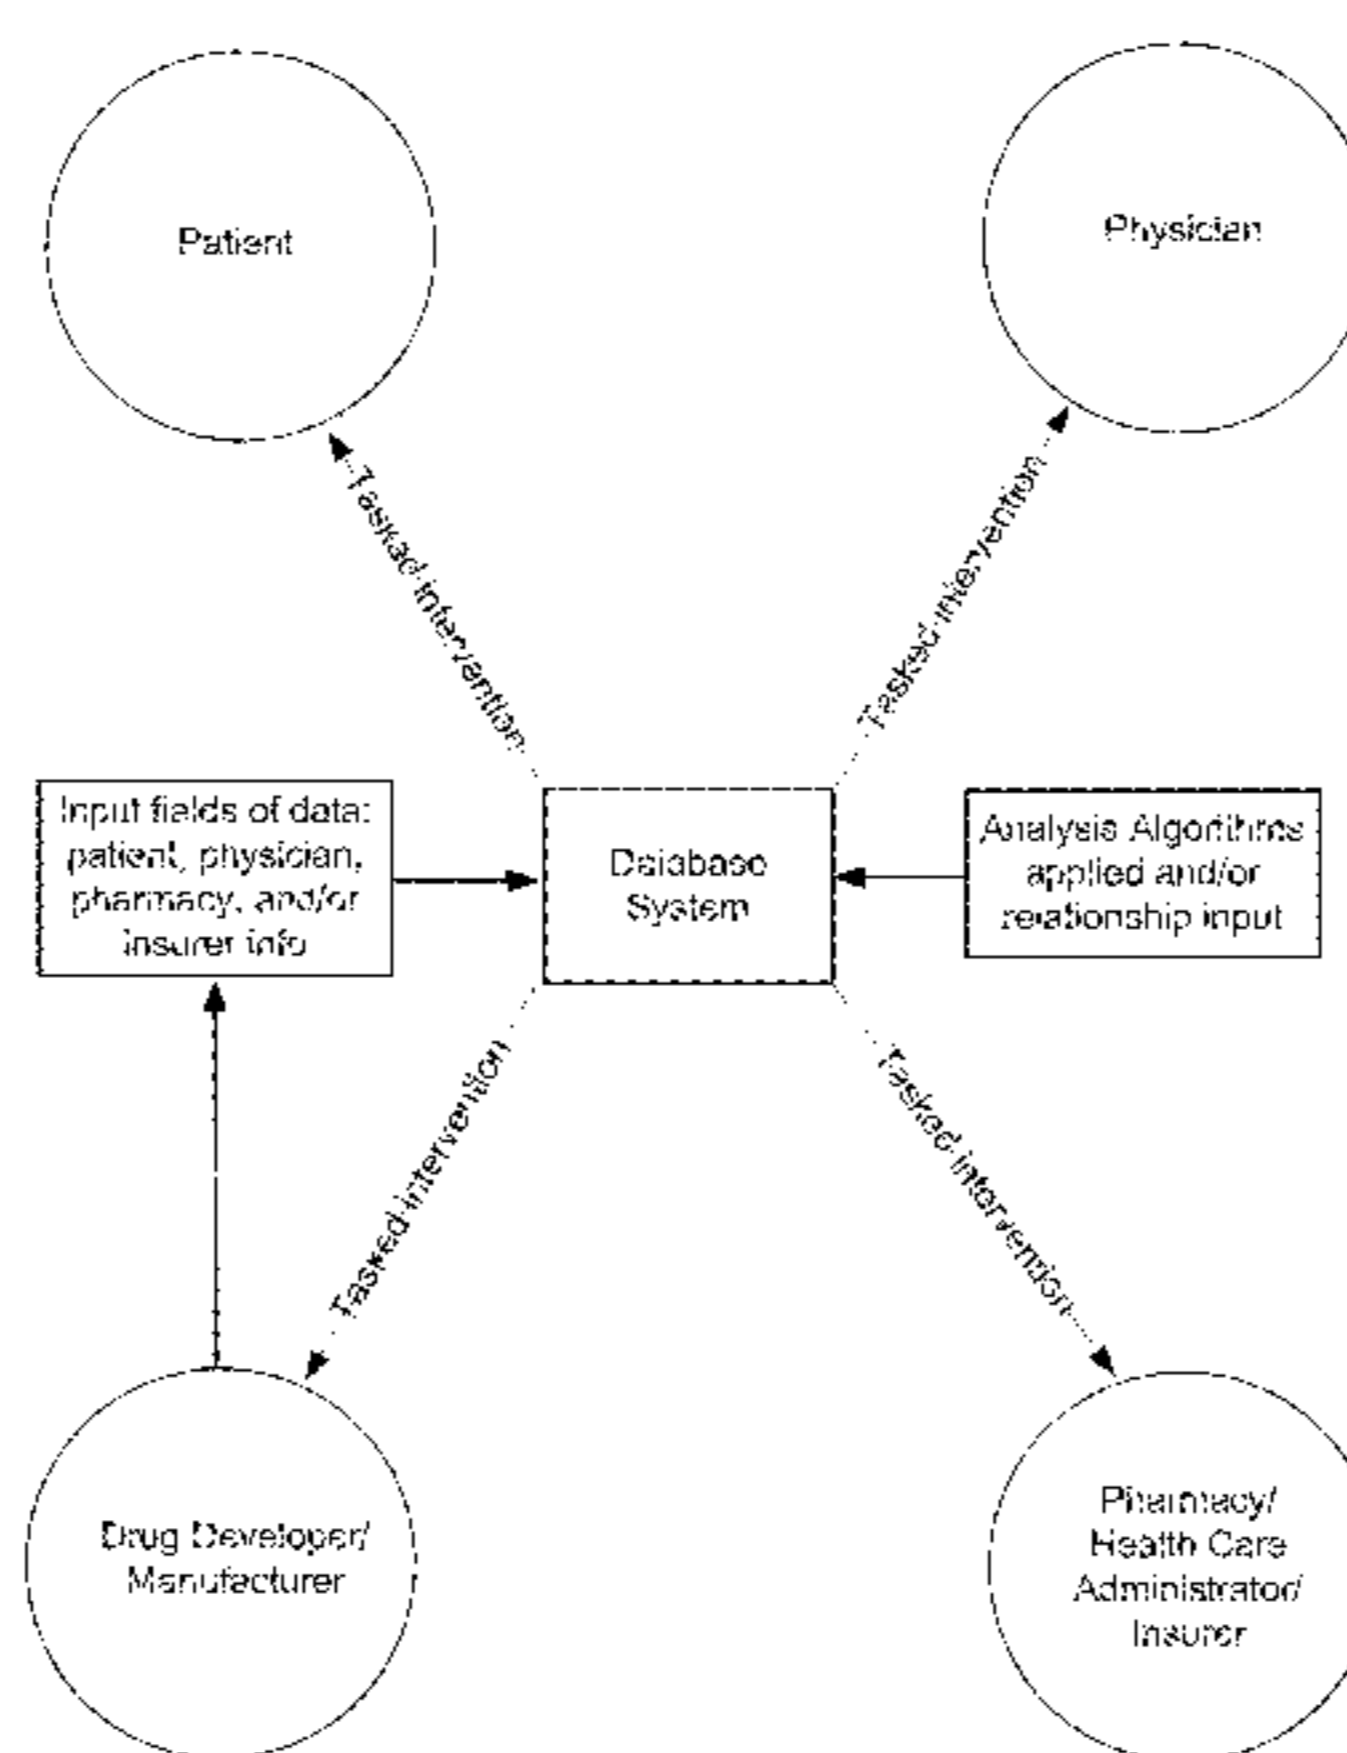 Patient
Physician
Tasked intervention
Tasked intervention
Input fields of data:
patient, physician,
pharmacy, and/or
insurer info
Database
System
Analysis Algorithms
applied and/or
relationship input
Tasked intervention
Tasked intervention
Drug Developer/
Manufacturer
Pharmacy/
Health Care
Administrator/
Insurer